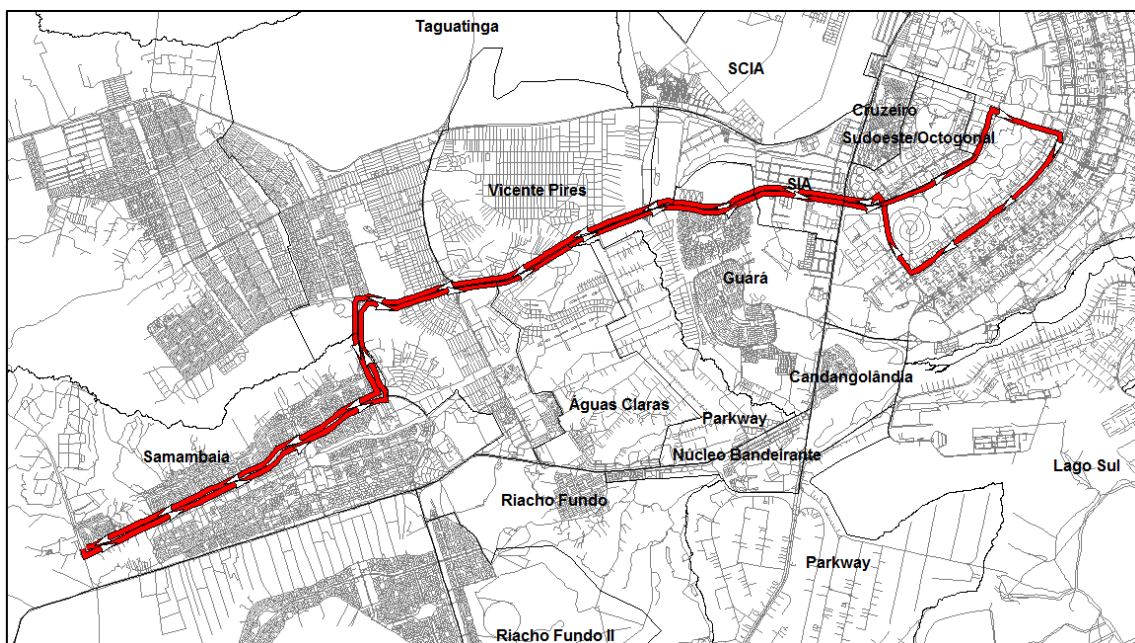 Taguatinga
SCIA
Cruzeiro
Sudoeste/Octogonal
Vicente Pires
SIA
Guará
Candangolândia
Águas Claras
Parkway
Núcleo Bandeirante
Samambaia
Lago Sul
Riacho Fundo
Parkway
Riacho Fundo II